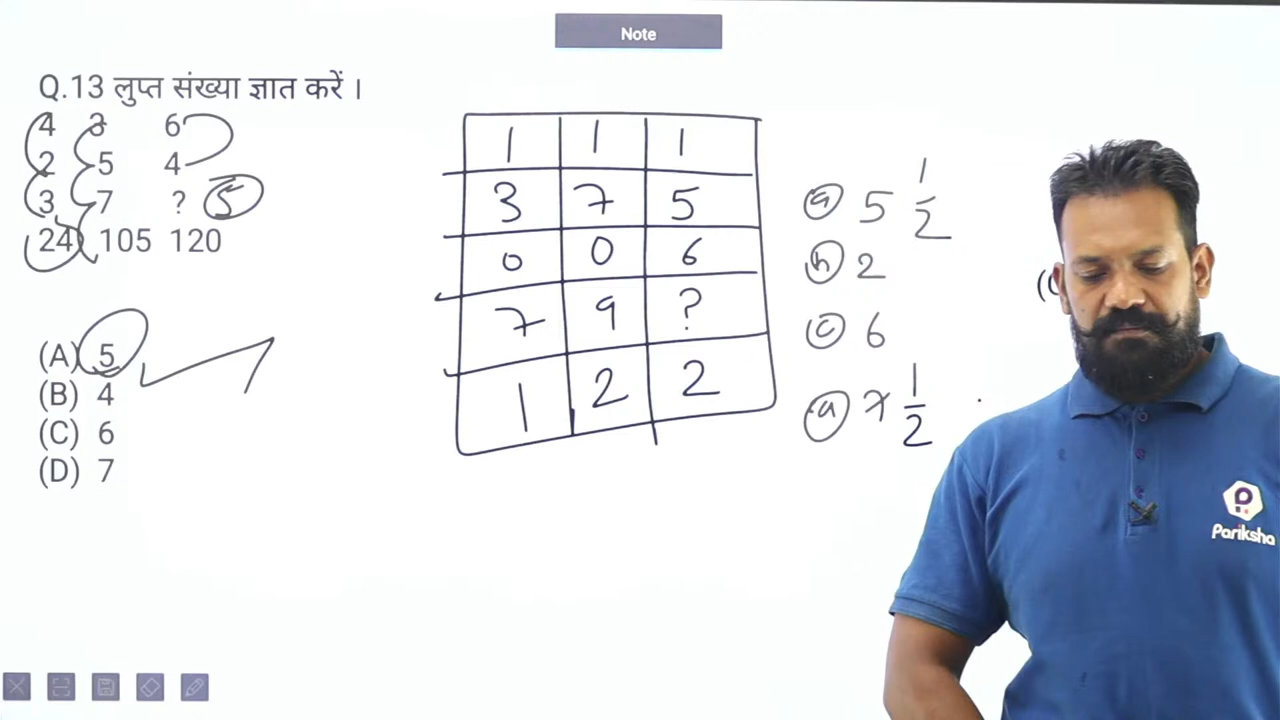 Note
Q.13 लुप्त संख्या ज्ञात करें ।
4 3 6
2 5 4
3 7 ? 5
24 105 120
(A) 5
(B) 4
(C) 6
(D) 7
1 1 1
3 7 5
0 0 6
7 9 ?
1 2 2
5 1/2
2
(c) 6
1/2
Pariksha